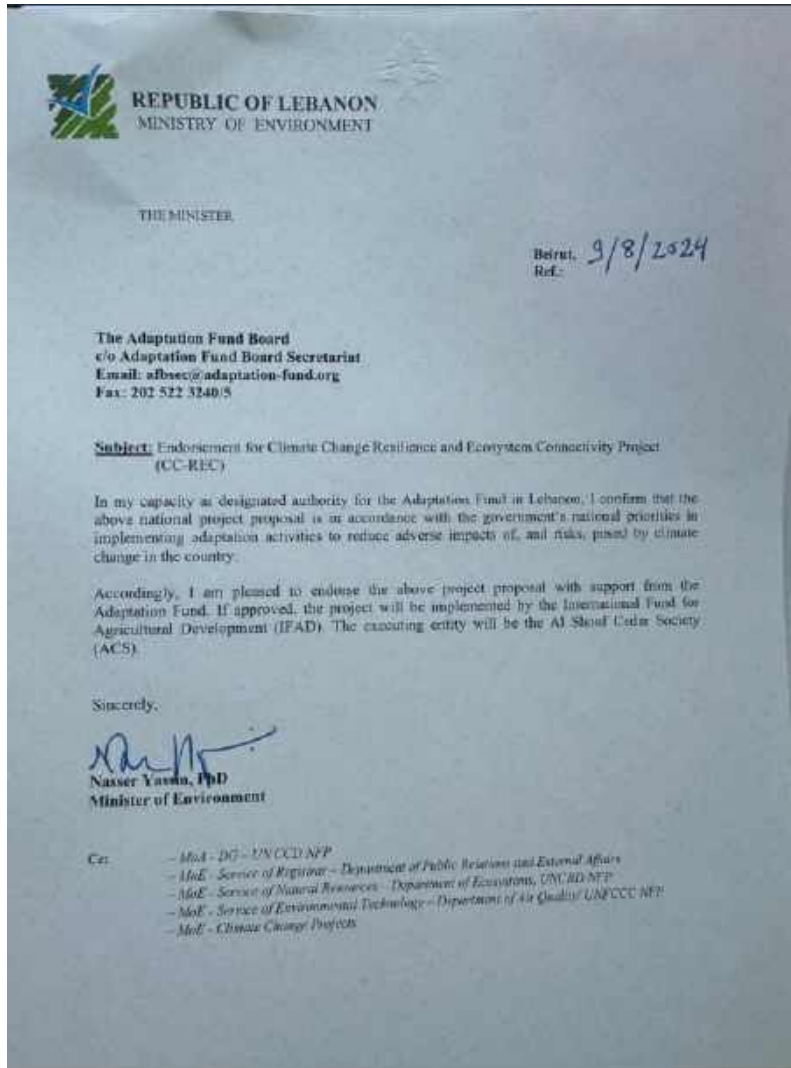 REPUBLIC OF LEBANON
MINISTRY OF ENVIRONMENT
THE MINISTER
Beirut, 9/8/2024
Ref.:
The Adaptation Fund Board
c/o Adaptation Fund Board Secretariat
Email: afbsec@adaptation-fund.org
Fax: 202 522 3240/5
Subject: Endorsement for Climate Change Resilience and Ecosystem Connectivity Project
(CC-REC)
In my capacity as designated authority for the Adaptation Fund in Lebanon, I confirm that the
above national project proposal is in accordance with the government's national priorities in
implementing adaptation activities to reduce adverse impacts of, and risks, posed by climate
change in the country.
Accordingly, I am pleased to endorse the above project proposal with support from the
Adaptation Fund. If approved, the project will be implemented by the International Fund for
Agricultural Development (IFAD). The executing entity will be the Al Shouf Cedar Society
(ACS).
Sincerely,
Nasser Yassin, PhD
Minister of Environment
Cc:
– MoA - DG – UNCCD NFP
– MoE - Service of Registrar – Department of Public Relations and External Affairs
– MoE - Service of Natural Resources – Department of Ecosystems, UNCBD NFP
– MoE - Service of Environmental Technology – Department of Air Quality/ UNFCCC NFP
– MoE - Climate Change Projects